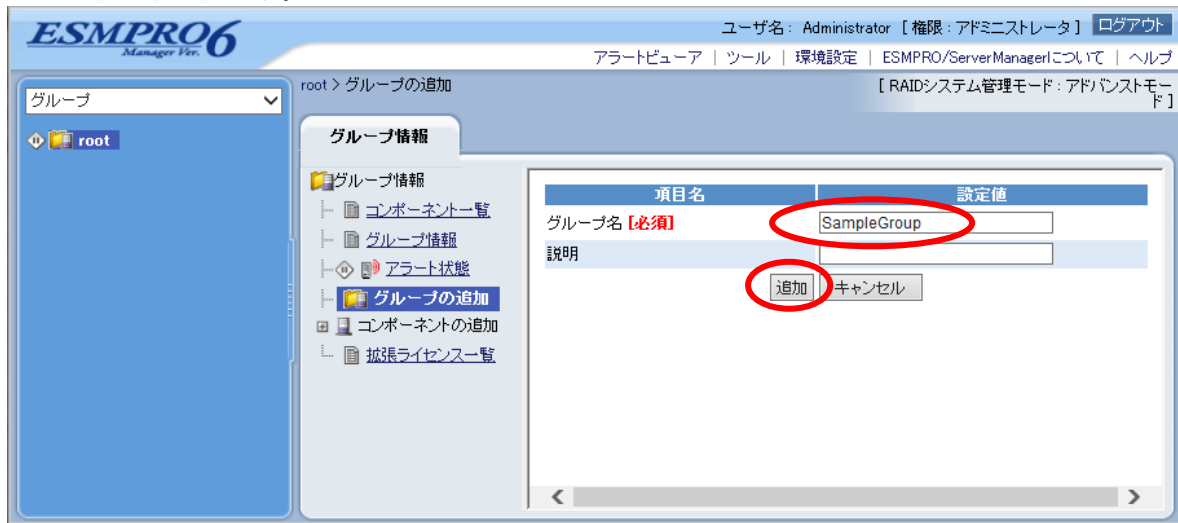 ESMPRO6
Manager Ver.
ユーザ名： Administrator [ 権限：アドミニストレータ ] ログアウト
アラートビューア | ツール | 環境設定 | ESMPRO/ServerManagerについて | ヘルプ
グループ
root
root > グループの追加
[ RAIDシステム管理モード：アドバンストモード ]
グループ情報
グループ情報
コンポーネント一覧
グループ情報
アラート状態
グループの追加
コンポーネントの追加
拡張ライセンス一覧
項目名 設定値
グループ名 [必須] SampleGroup
説明
追加 キャンセル